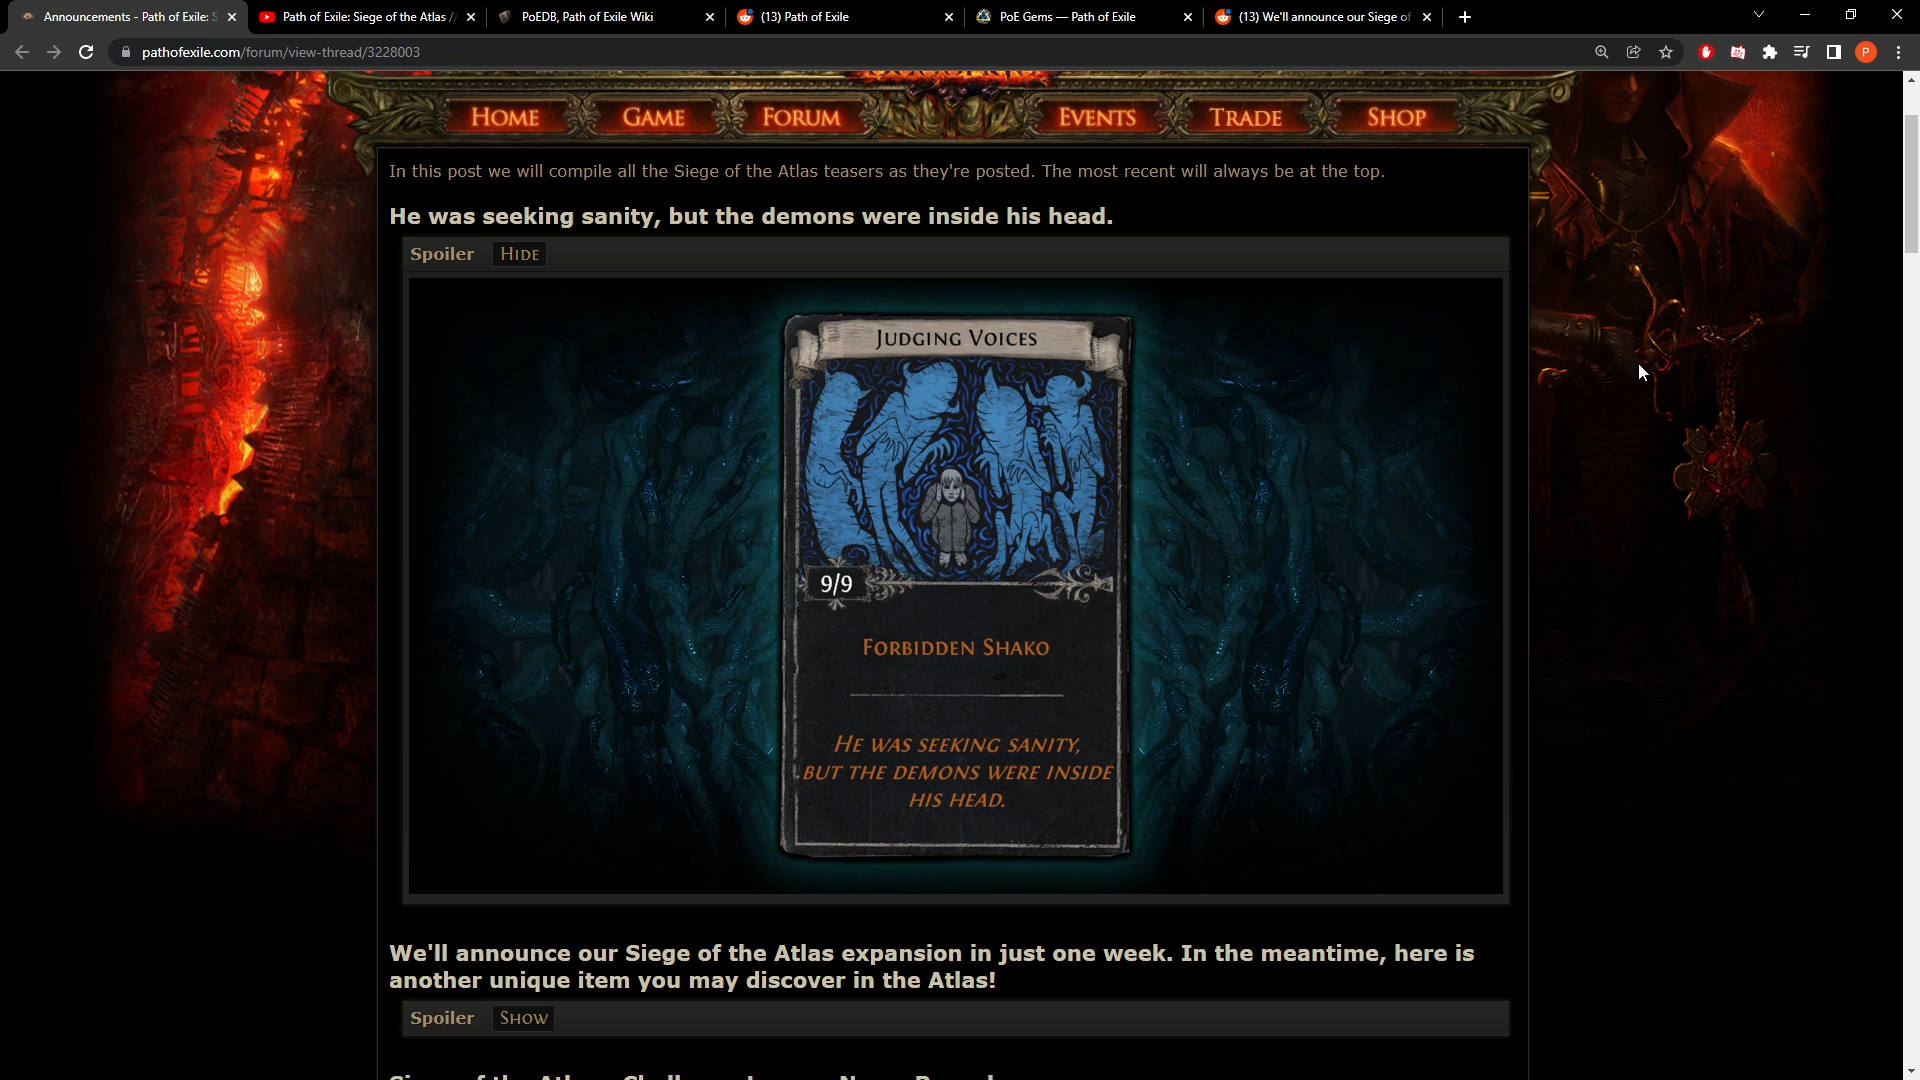 Announcements - Path of Exile: S
Path of Exile: Siege of the Atlas /
PoEDB, Path of Exile Wiki
(13) Path of Exile
PoE Gems — Path of Exile
(13) We'll announce our Siege of
pathofexile.com/forum/view-thread/3228003
P
HOME
GAME
FORUM
EVENTS
TRADE
SHOP
In this post we will compile all the Siege of the Atlas teasers as they're posted. The most recent will always be at the top.
He was seeking sanity, but the demons were inside his head.
Spoiler HIDE
JUDGING VOICES
9/9
FORBIDDEN SHAKO
HE WAS SEEKING SANITY,
BUT THE DEMONS WERE INSIDE
HIS HEAD.
We'll announce our Siege of the Atlas expansion in just one week. In the meantime, here is
another unique item you may discover in the Atlas!
Spoiler SHOW